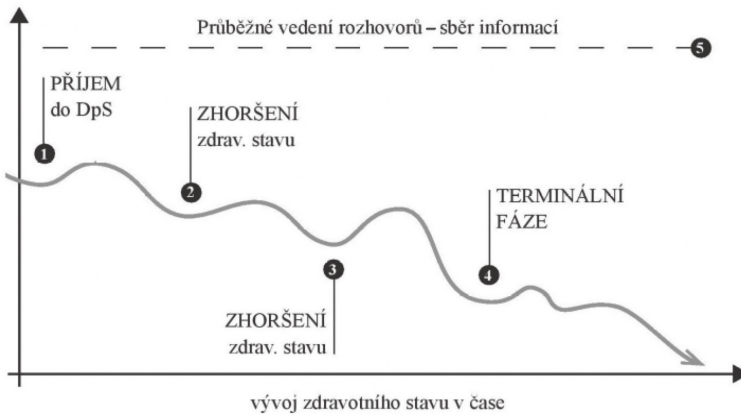 Průběžné vedení rozhovorů – sběr informací
5
PŘÍJEM
do DpS
1
ZHORŠENÍ
zdrav. stavu
2
3
ZHORŠENÍ
zdrav. stavu
TERMINÁLNÍ
FÁZE
4
vývoj zdravotního stavu v čase